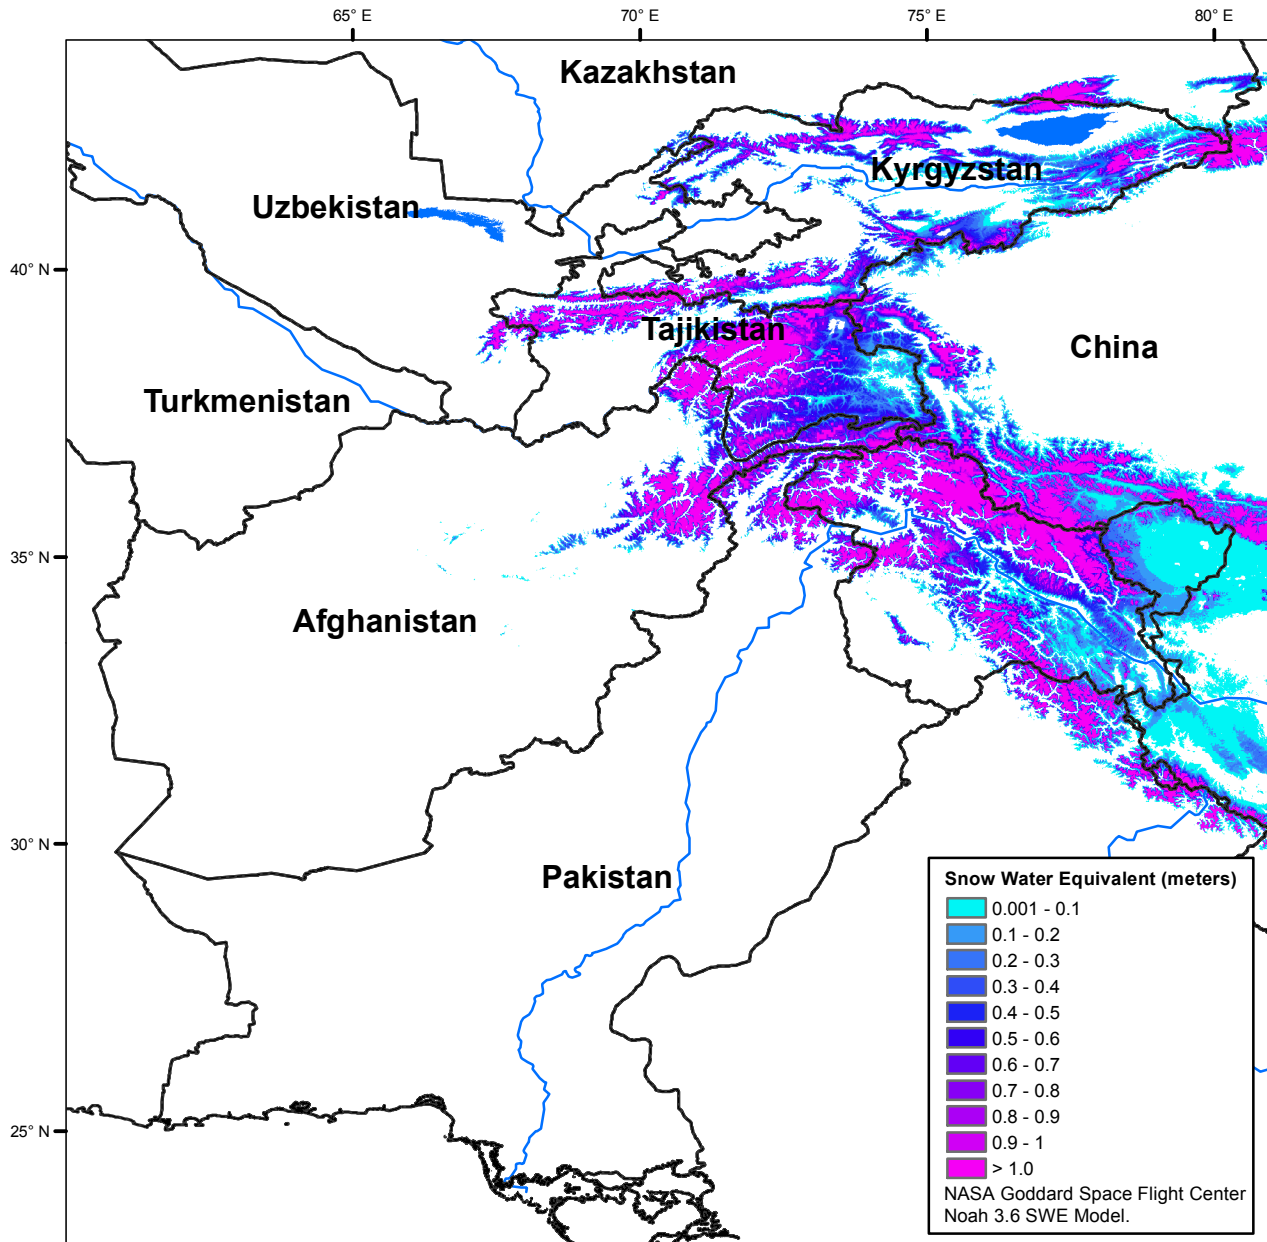 65° E
70° E
75° E
80° E
Kazakhstan
Kyrgyzstan
Uzbekistan
40° N
Tajikistan
China
Turkmenistan
35° N
Afghanistan
30° N
Pakistan
25° N
Snow Water Equivalent (meters)
0.001 - 0.1
0.1 - 0.2
0.2 - 0.3
0.3 - 0.4
0.4 - 0.5
0.5 - 0.6
0.6 - 0.7
0.7 - 0.8
0.8 - 0.9
0.9 - 1
> 1.0
NASA Goddard Space Flight Center
Noah 3.6 SWE Model.